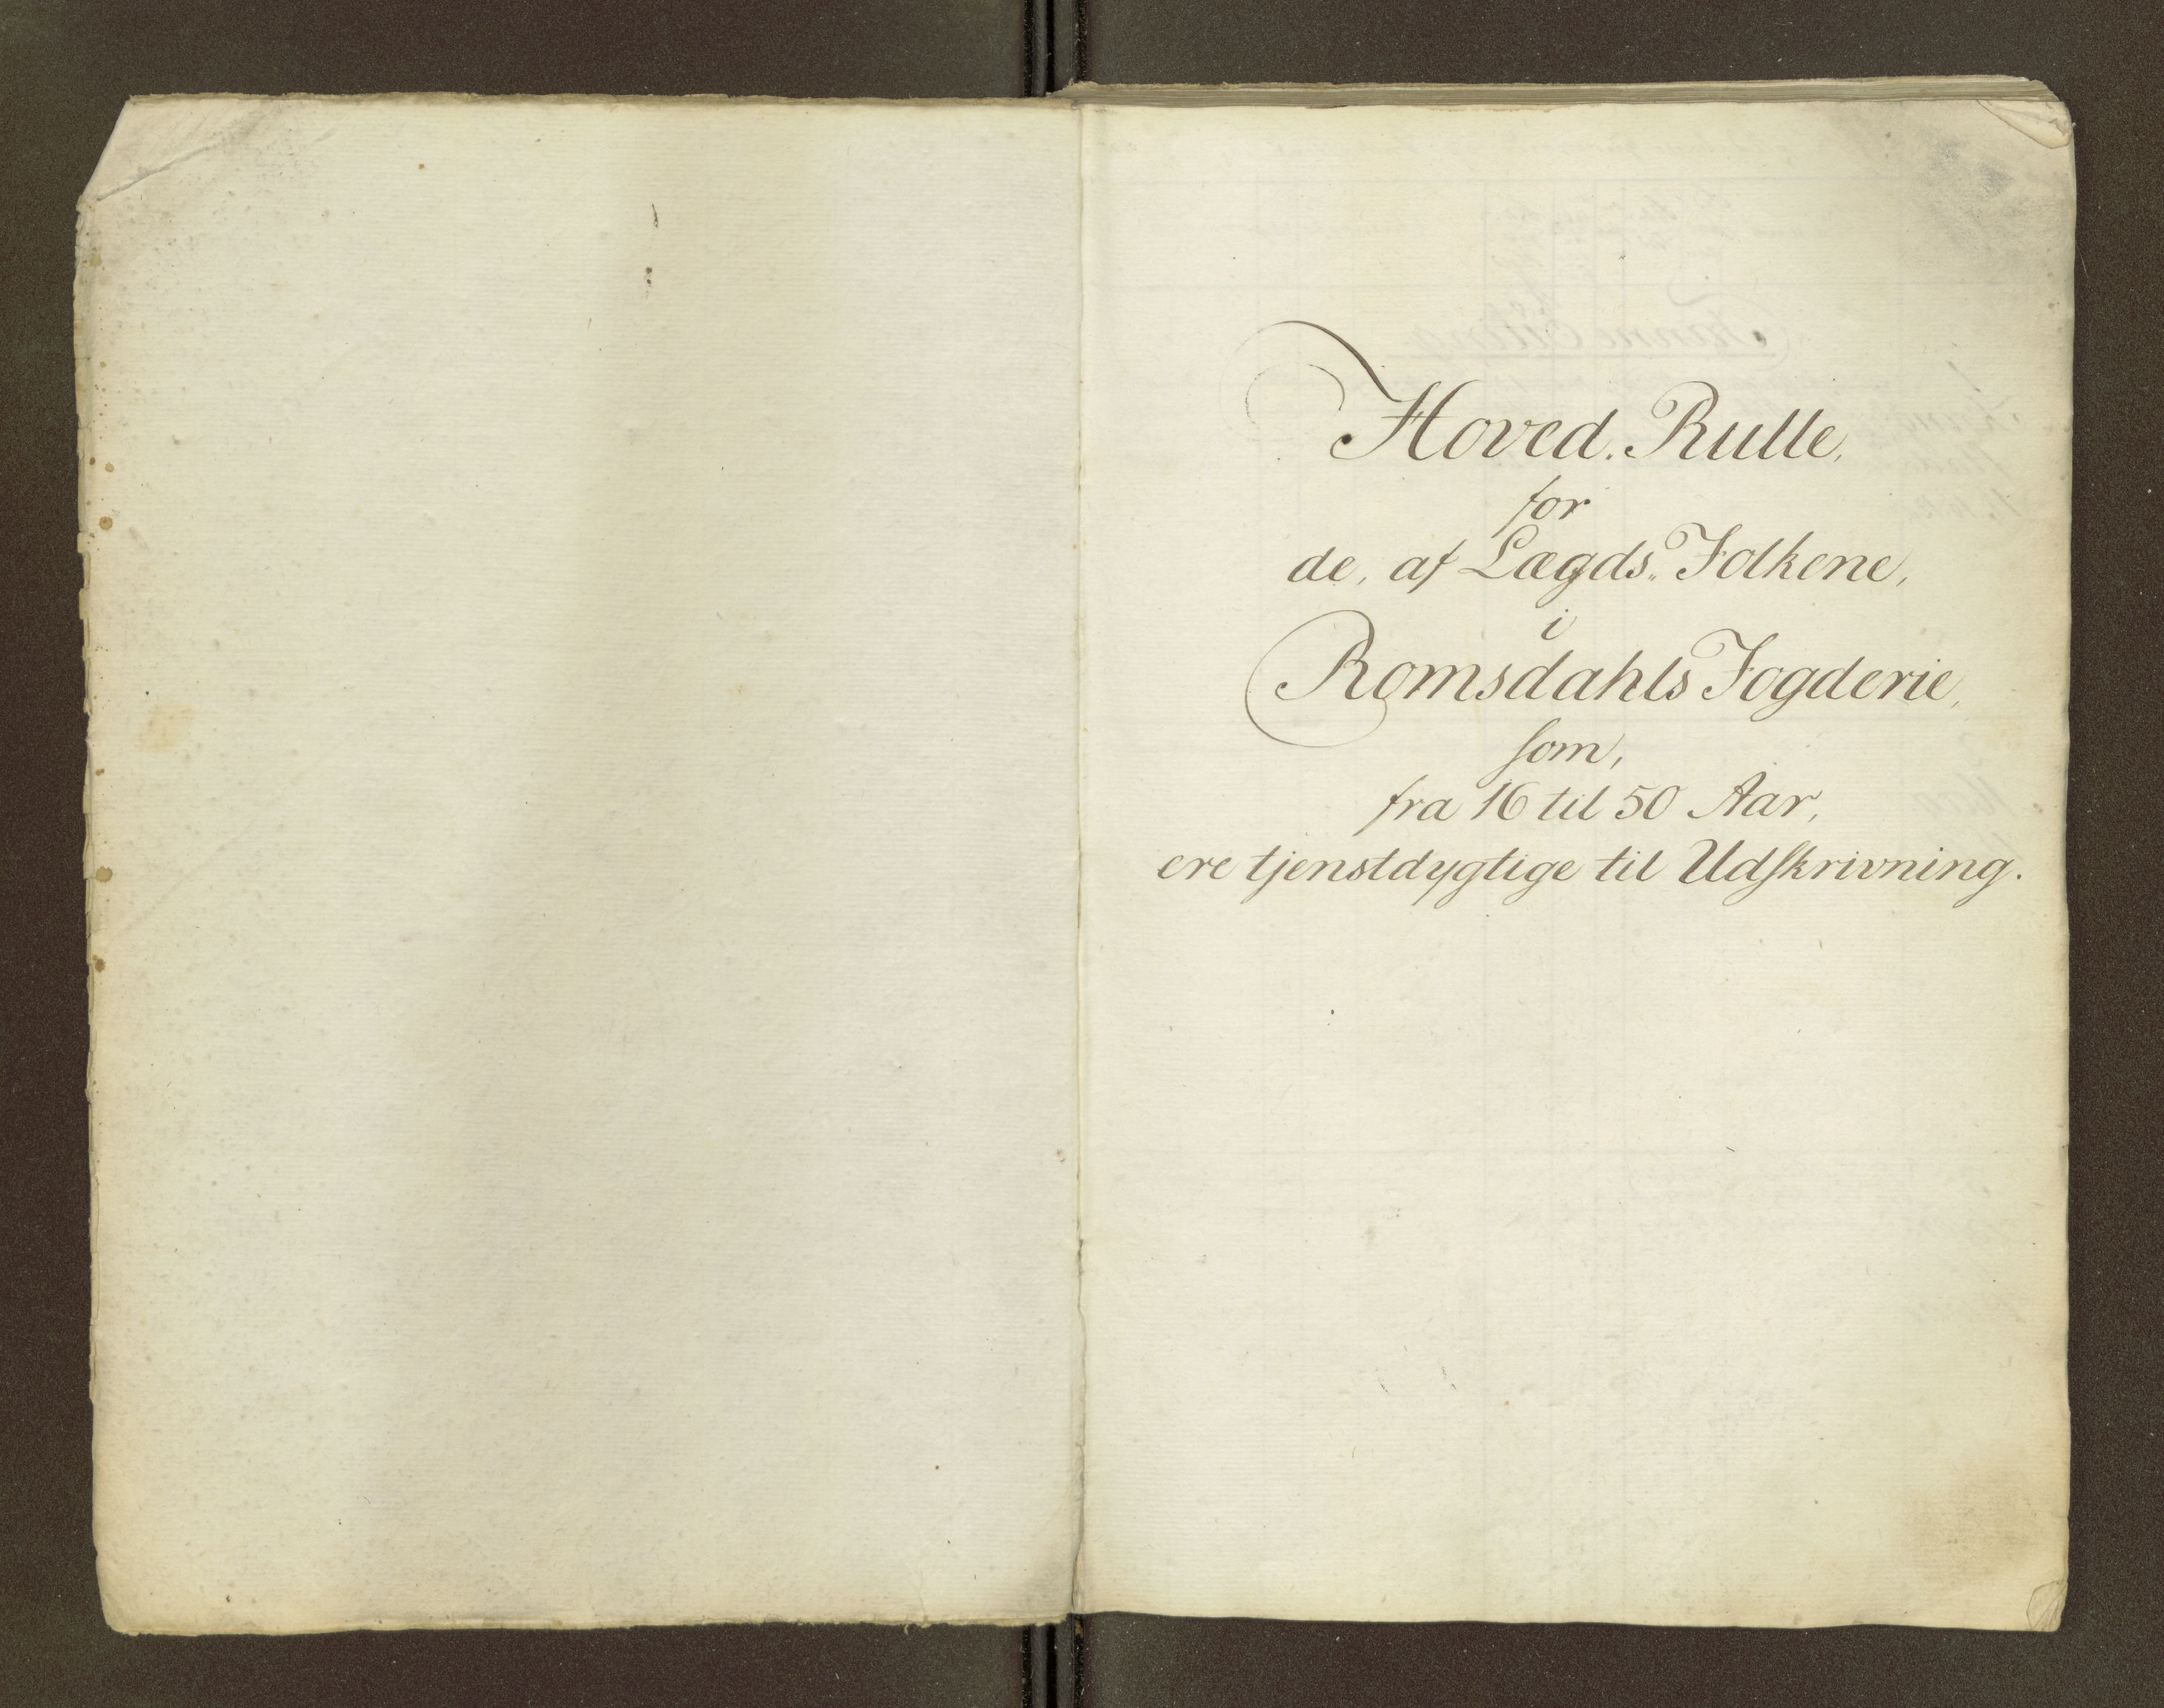 Hoved. Rulle,
for
de, af Lægds. Folkene,
i
Romsdahls Fogderie,
som,
fra 16 til 50 Aar,
ere tjenstdygtige til Udskrivning.